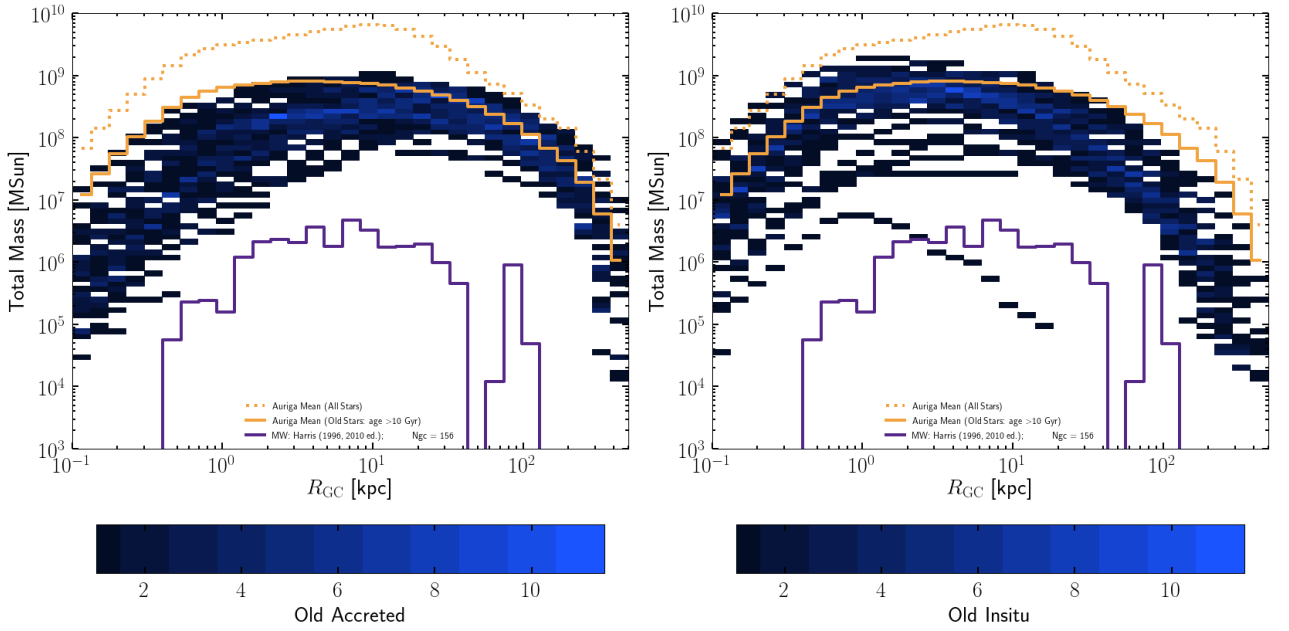 10^10
10^9
10^8
10^7
10^6
10^5
10^4
10^3
Total Mass [MSun]
Auriga Mean (All Stars)
Auriga Mean (Old Stars: age >10 Gyr)
MW: Harris (1996, 2010 ed.); Ngc = 156
10^-1 10^0 10^1 10^2
R_GC [kpc]
2 4 6 8 10
Old Accreted
10^10
10^9
10^8
10^7
10^6
10^5
10^4
10^3
Total Mass [MSun]
Auriga Mean (All Stars)
Auriga Mean (Old Stars: age >10 Gyr)
MW: Harris (1996, 2010 ed.); Ngc = 156
10^-1 10^0 10^1 10^2
R_GC [kpc]
2 4 6 8 10
Old Insitu